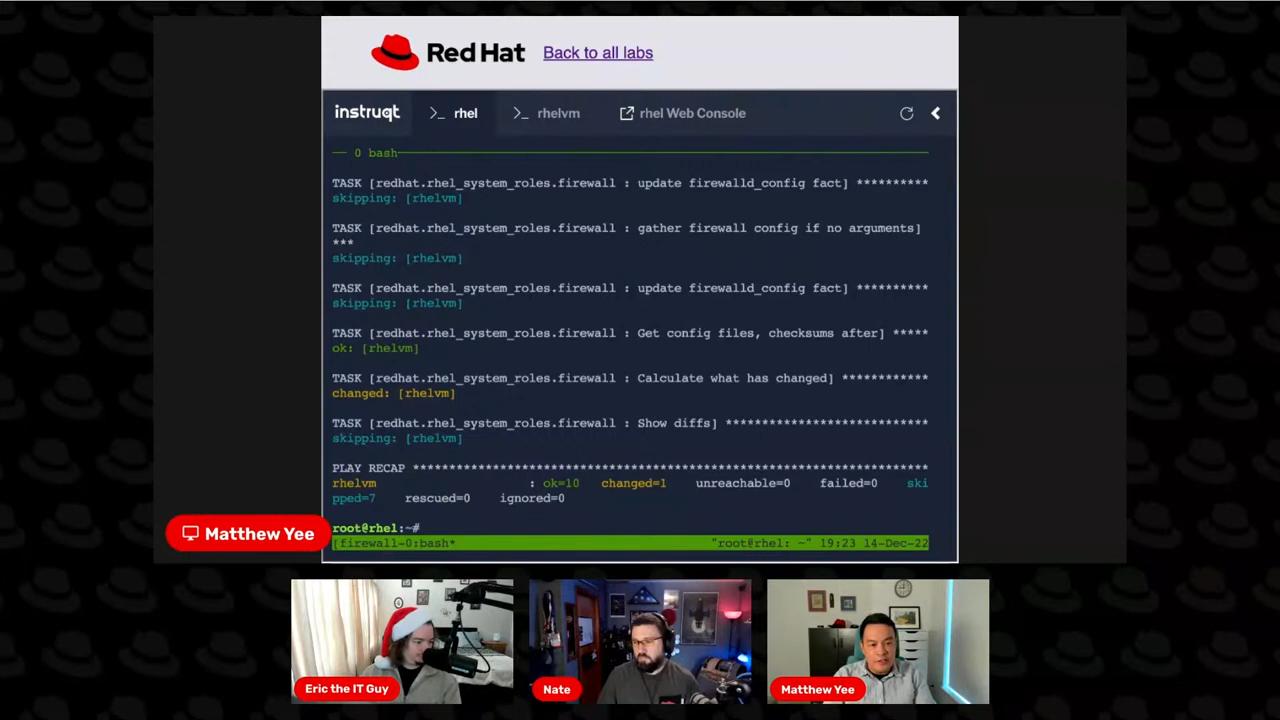 Red Hat Back to all labs
instruqt >_ rhel >_ rhelvm rhel Web Console
0 bash
TASK [redhat.rhel_system_roles.firewall : update firewalld_config fact] **********
skipping: [rhelvm]
TASK [redhat.rhel_system_roles.firewall : gather firewall config if no arguments]
***
skipping: [rhelvm]
TASK [redhat.rhel_system_roles.firewall : update firewalld_config fact] **********
skipping: [rhelvm]
TASK [redhat.rhel_system_roles.firewall : Get config files, checksums after] *****
ok: [rhelvm]
TASK [redhat.rhel_system_roles.firewall : Calculate what has changed] ************
changed: [rhelvm]
TASK [redhat.rhel_system_roles.firewall : Show diffs] ****************************
skipping: [rhelvm]
PLAY RECAP ***********************************************************************
rhelvm : ok=10 changed=1 unreachable=0 failed=0 ski
pped=7 rescued=0 ignored=0
root@rhel:~#
[firewall-0:bash* "root@rhel: ~" 19:23 14-Dec-22
Matthew Yee
Eric the IT Guy
Nate
Matthew Yee